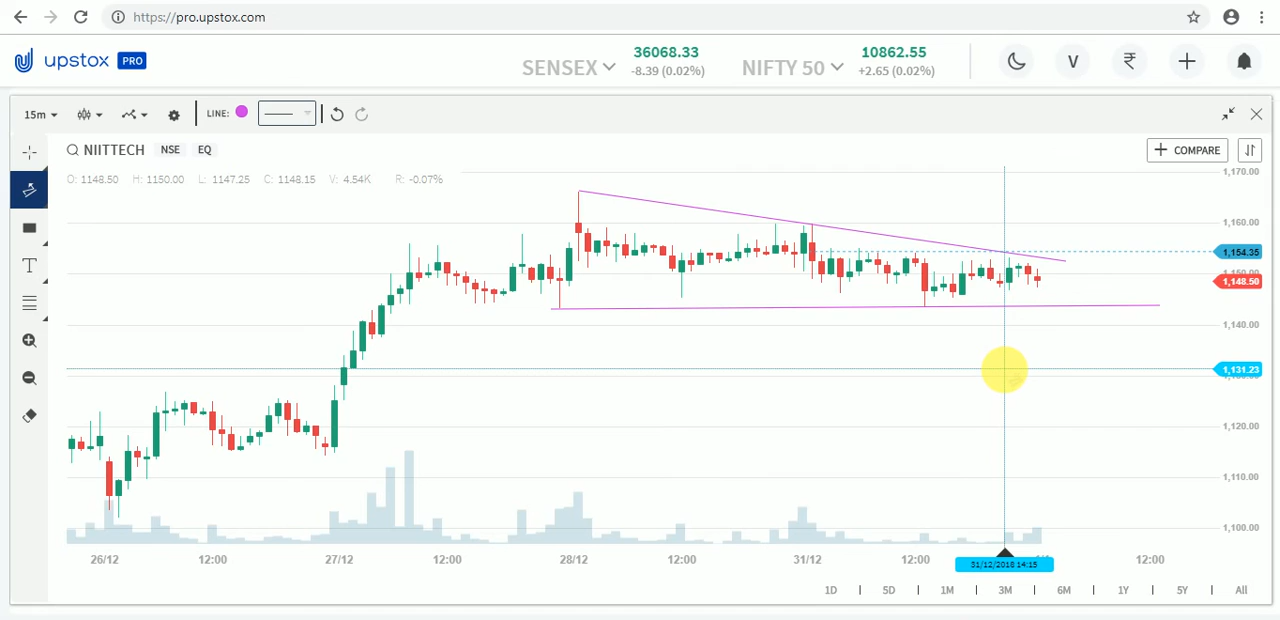 https://pro.upstox.com
upstox PRO
SENSEX 36068.33 -8.39 (0.02%)
NIFTY 50 10862.55 +2.65 (0.02%)
V ₹
15m LINE:
NIITTECH NSE EQ
COMPARE
O: 1148.50 H: 1150.00 L: 1147.25 C: 1148.15 V: 4.54K R: -0.07%
1,170.00
1,160.00
1,154.35
1,148.50
1,140.00
1,131.23
1,120.00
1,110.00
1,100.00
T
26/12 12:00 27/12 12:00 28/12 12:00 31/12 12:00 12:00
31/12/2018 14:15
1D 5D 1M 3M 6M 1Y 5Y All